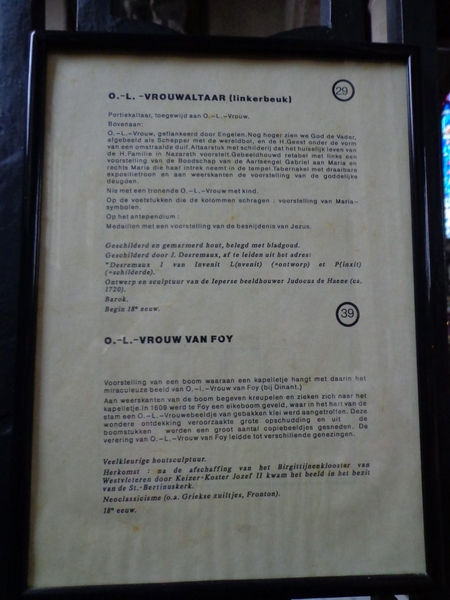 O.-L.-VROUWALTAAR (linkerbeuk)
29
Portiekaltaar, toegewijd aan O.-L.-Vrouw.
Bovenaan:
O.-L.-Vrouw, geflankeerd door Engelen. Nog hoger zien we God de Vader,
afgebeeld als Schepper met de wereldbol, en de H.Geest onder de vorm
van een omstraalde duif. Altaarstuk met schilderij dat het huiselijk leven van
de H.Familie in Nazareth voorstelt. Gebeeldhouwd retabel met links een
voorstelling van de Boodschap van de Aartsengel Gabriel aan Maria en
rechts Maria die haar intrek neemt in de tempel. Tabernakel met draaibare
expositietroon en aan weerskanten de voorstelling van de goddelijke
deugden.
Nis met een tronende O.-L.-Vrouw met kind.
Op de voetstukken die de kolommen schragen : voorstelling van Maria-
symbolen.
Op het antependium :
Medaillon met een voorstelling van de besnijdenis van Jezus.
Geschilderd en gemarmerd hout, belegd met bladgoud.
Geschilderd door J. Desremaux, af te leiden uit het adres:
"Desremaux I van Invenit L(nvenit) (=ontworp) et P(inxit)
(=schilderde).
Ontwerp en sculptuur van de Ieperse beeldhouwer Judocus de Haene (ca.
1720).
Barok.
Begin 18e eeuw.
39
O.-L.-VROUW VAN FOY
Voorstelling van een boom waaraan een kapelletje hangt met daarin het
miraculeuze beeld van O.-L.-Vrouw van Foy (bij Dinant.)
Aan weerskanten van de boom begaven kreupelen en zieken zich naar het
kapelletje. In 1609 werd te Foy een eikeboom geveld, waar in het hart van de
stam een O.-L.-Vrouwebeeldje van gebakken klei werd aangetroffen. Deze
wondere ontdekking veroorzaakte grote opschudding en uit de
boomstukken worden een groot aantal copiebeeldjes gesneden. De
verering van O.-L.-Vrouw van Foy leidde tot verschillende genezingen.
Veelkleurige houtsculptuur.
Herkomst : na de afschaffing van het Birgittijnenklooster van
Westvleteren door Keizer-Koster Jozef II kwam het beeld in het bezit
van de St.-Bertinuskerk.
Neoclassicisme (o.a. Griekse zuiltjes, Fronton).
18e eeuw.